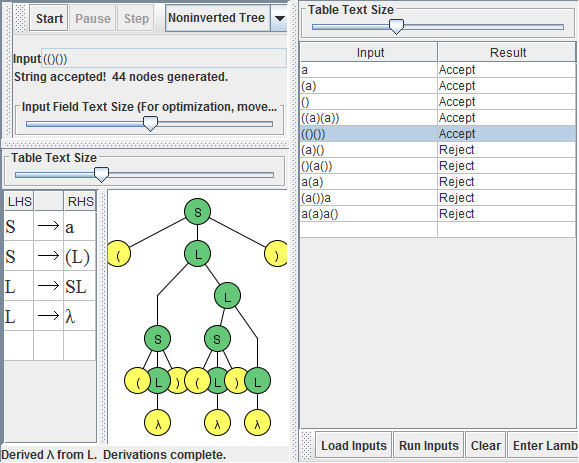 Start Pause Step Noninverted Tree
Input (()())
String accepted! 44 nodes generated.
Input Field Text Size (For optimization, move...
Table Text Size
LHS RHS
S → a
S → (L)
L → SL
L → λ
S
( L )
L
S S
( L ) ( L ) L
λ λ λ
Derived λ from L. Derivations complete.
Table Text Size
Input Result
a Accept
(a) Accept
() Accept
((a)(a)) Accept
(()()) Accept
(a)() Reject
()(a()) Reject
a(a) Reject
(a())a Reject
a(a)a() Reject
Load Inputs Run Inputs Clear Enter Lamb